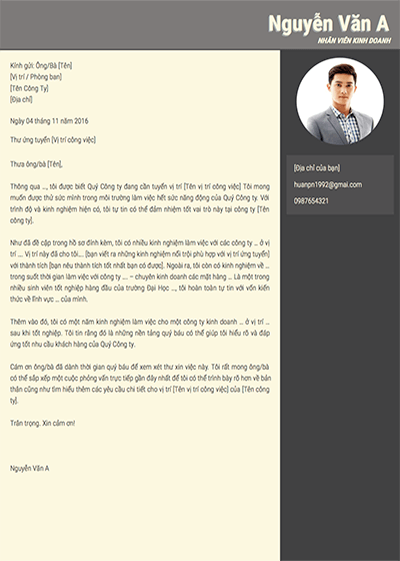 Nguyễn Văn A
NHÂN VIÊN KINH DOANH
Kính gửi: Ông/Bà [Tên]
[Vị trí / Phòng ban]
[Tên Công Ty]
[Địa chỉ]
Ngày 04 tháng 11 năm 2016
Thư ứng tuyển [Vị trí công việc]
Thưa ông/bà [Tên],
Thông qua ..., tôi được biết Quý Công ty đang cần tuyển vị trí [Tên vị trí công việc] Tôi mong
muốn được thử sức mình trong môi trường làm việc hết sức năng động của Quý Công ty. Với
trình độ và kinh nghiệm hiện có, tôi tự tin có thể đảm nhiệm tốt vai trò này tại công ty [Tên
công ty].
Như đã đề cập trong hồ sơ đính kèm, tôi có nhiều kinh nghiệm làm việc với các công ty ... ở vị
trí .... Vị trí này đã cho tôi.... [bạn viết ra những kinh nghiệm nổi trội phù hợp với vị trí ứng tuyển]
với thành tích [bạn nêu thành tích tốt nhất bạn có được]. Ngoài ra, tôi còn có kinh nghiệm về ...
trong suốt thời gian làm việc với công ty .... – chuyên kinh doanh các mặt hàng ... Là một trong
nhiều sinh viên tốt nghiệp hàng đầu của trường Đại Học ..., tôi hoàn toàn tự tin với vốn kiến
thức về lĩnh vực ... của mình.
Thêm vào đó, tôi có một năm kinh nghiệm làm việc cho một công ty kinh doanh ... ở vị trí ...
sau khi tốt nghiệp. Tôi tin rằng đó là những nền tảng quý báu có thể giúp tôi hiểu rõ và đáp
ứng tốt nhu cầu khách hàng của Quý Công ty.
Cám ơn ông/bà đã dành thời gian quý báu để xem xét thư xin việc này. Tôi rất mong ông/bà
có thể sắp xếp một cuộc phỏng vấn trực tiếp gần đây nhất để tôi có thể trình bày rõ hơn về bản
thân cũng như tìm hiểu thêm các yêu cầu chi tiết cho vị trí [Tên vị trí công việc] của [Tên công
ty].
Trân trọng. Xin cảm ơn!
Nguyễn Văn A
[Địa chỉ của bạn]
huanpn1992@gmai.com
0987654321